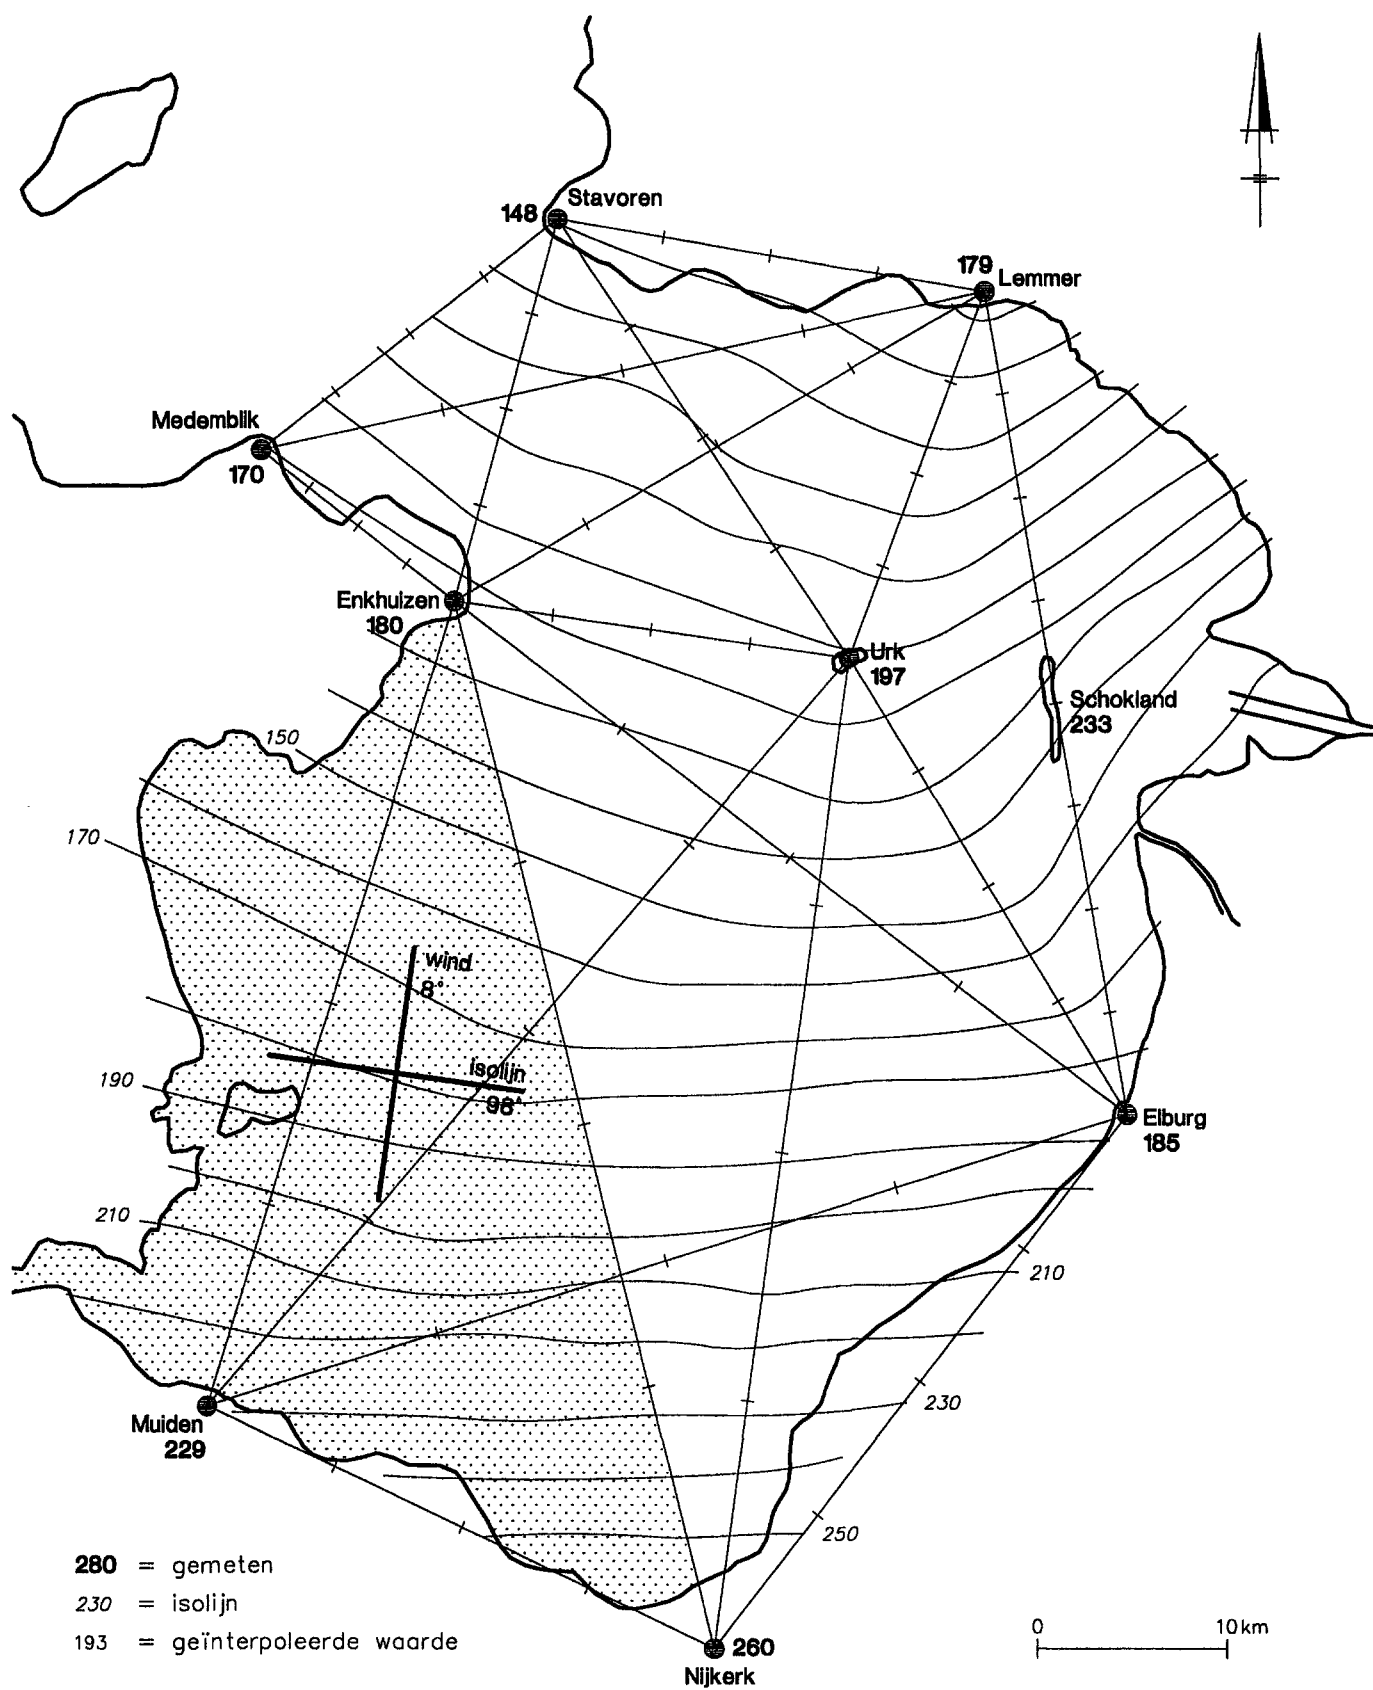 Stavoren
148
179
Lemmer
Medemblik
170
Enkhuizen
180
Urk
197
Schokland
233
150
170
wind
8°
isolijn
98°
190
Elburg
185
210
210
230
Muiden
229
250
280 = gemeten
230 = isolijn
193 = geïnterpoleerde waarde
0 10 km
260
Nijkerk